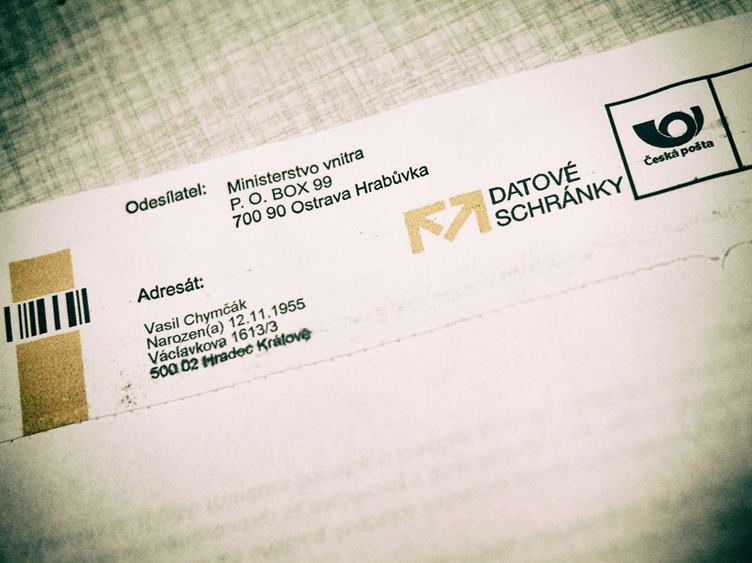 Odesílatel:
Ministerstvo vnitra
P. O. BOX 99
700 90 Ostrava Hrabůvka
DATOVÉ
SCHRÁNKY
Česká pošta
Adresát:
Vasil Chymčák
Narozen(a) 12.11.1955
Václavkova 1613/3
500 02 Hradec Králové